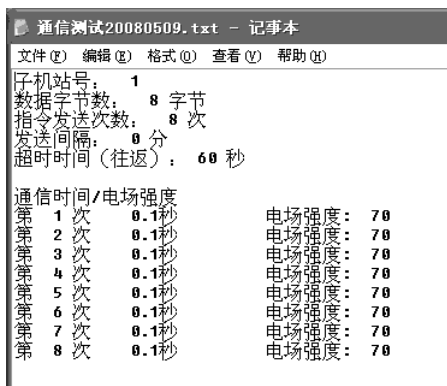 通信测试20080509.txt - 记事本
文件(F) 编辑(E) 格式(O) 查看(V) 帮助(H)
子机站号: 1
数据字节数: 8 字节
指令发送次数: 8 次
发送间隔: 0 分
超时时间(往返): 60 秒
通信时间/电场强度
第 1 次 0.1秒 电场强度: 70
第 2 次 0.1秒 电场强度: 70
第 3 次 0.1秒 电场强度: 70
第 4 次 0.1秒 电场强度: 70
第 5 次 0.1秒 电场强度: 70
第 6 次 0.1秒 电场强度: 70
第 7 次 0.1秒 电场强度: 70
第 8 次 0.1秒 电场强度: 70